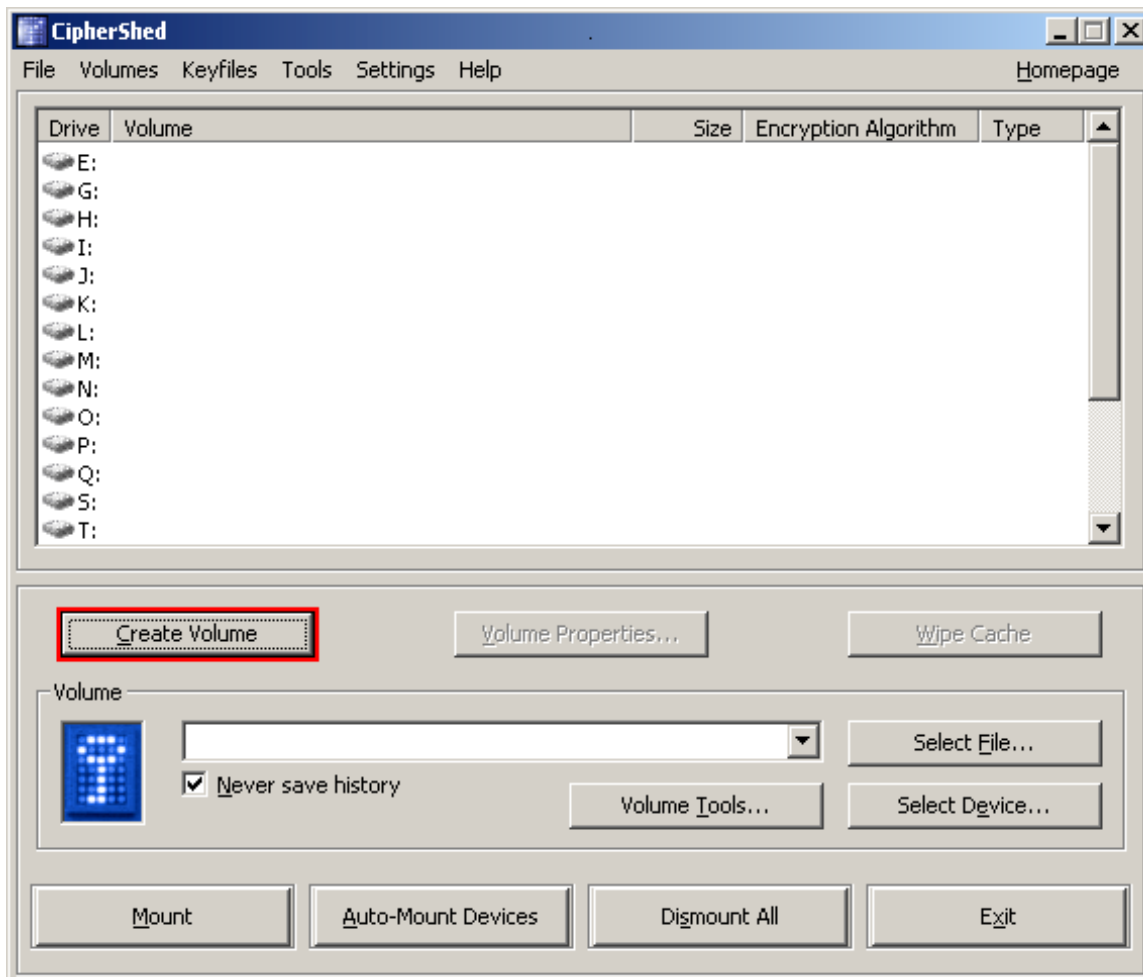 CipherShed
File Volumes Keyfiles Tools Settings Help Homepage
Drive Volume Size Encryption Algorithm Type
E:
G:
H:
I:
J:
K:
L:
M:
N:
O:
P:
Q:
S:
T:
Create Volume Volume Properties... Wipe Cache
Volume
Select File...
Never save history
Volume Tools... Select Device...
Mount Auto-Mount Devices Dismount All Exit